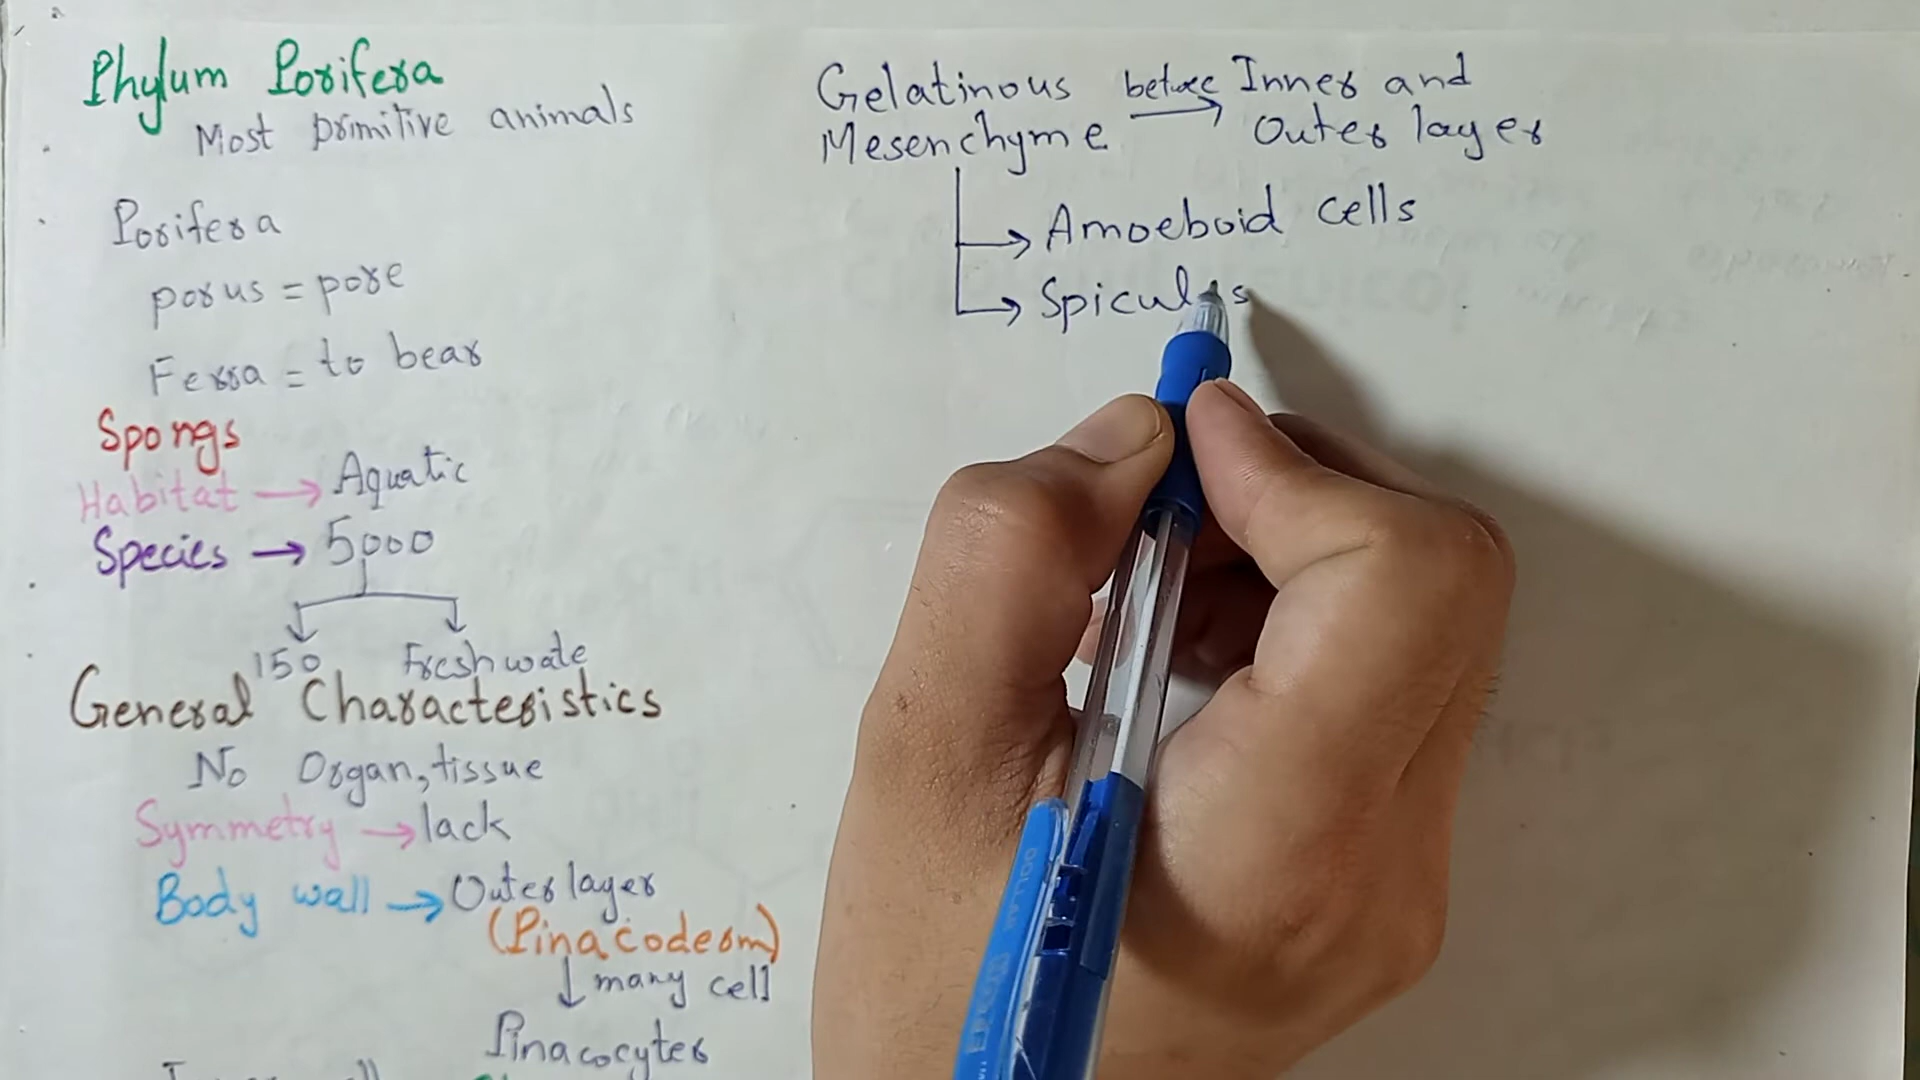 Phylum Porifera
Most primitive animals
Porifera
porus = pore
Ferra = to bear
Spongs
Habitat → Aquatic
Species → 5000
150 Freshwate
General Characteristics
No Organ, tissue
Symmetry → lack
Body wall → Outer layer
(Pinacoderm)
↓ many cell
Pinacocytes
Gelatinous → Inner and
Mesenchyme Outer layer
→ Amoeboid cells
→ Spicules
DOLLAR